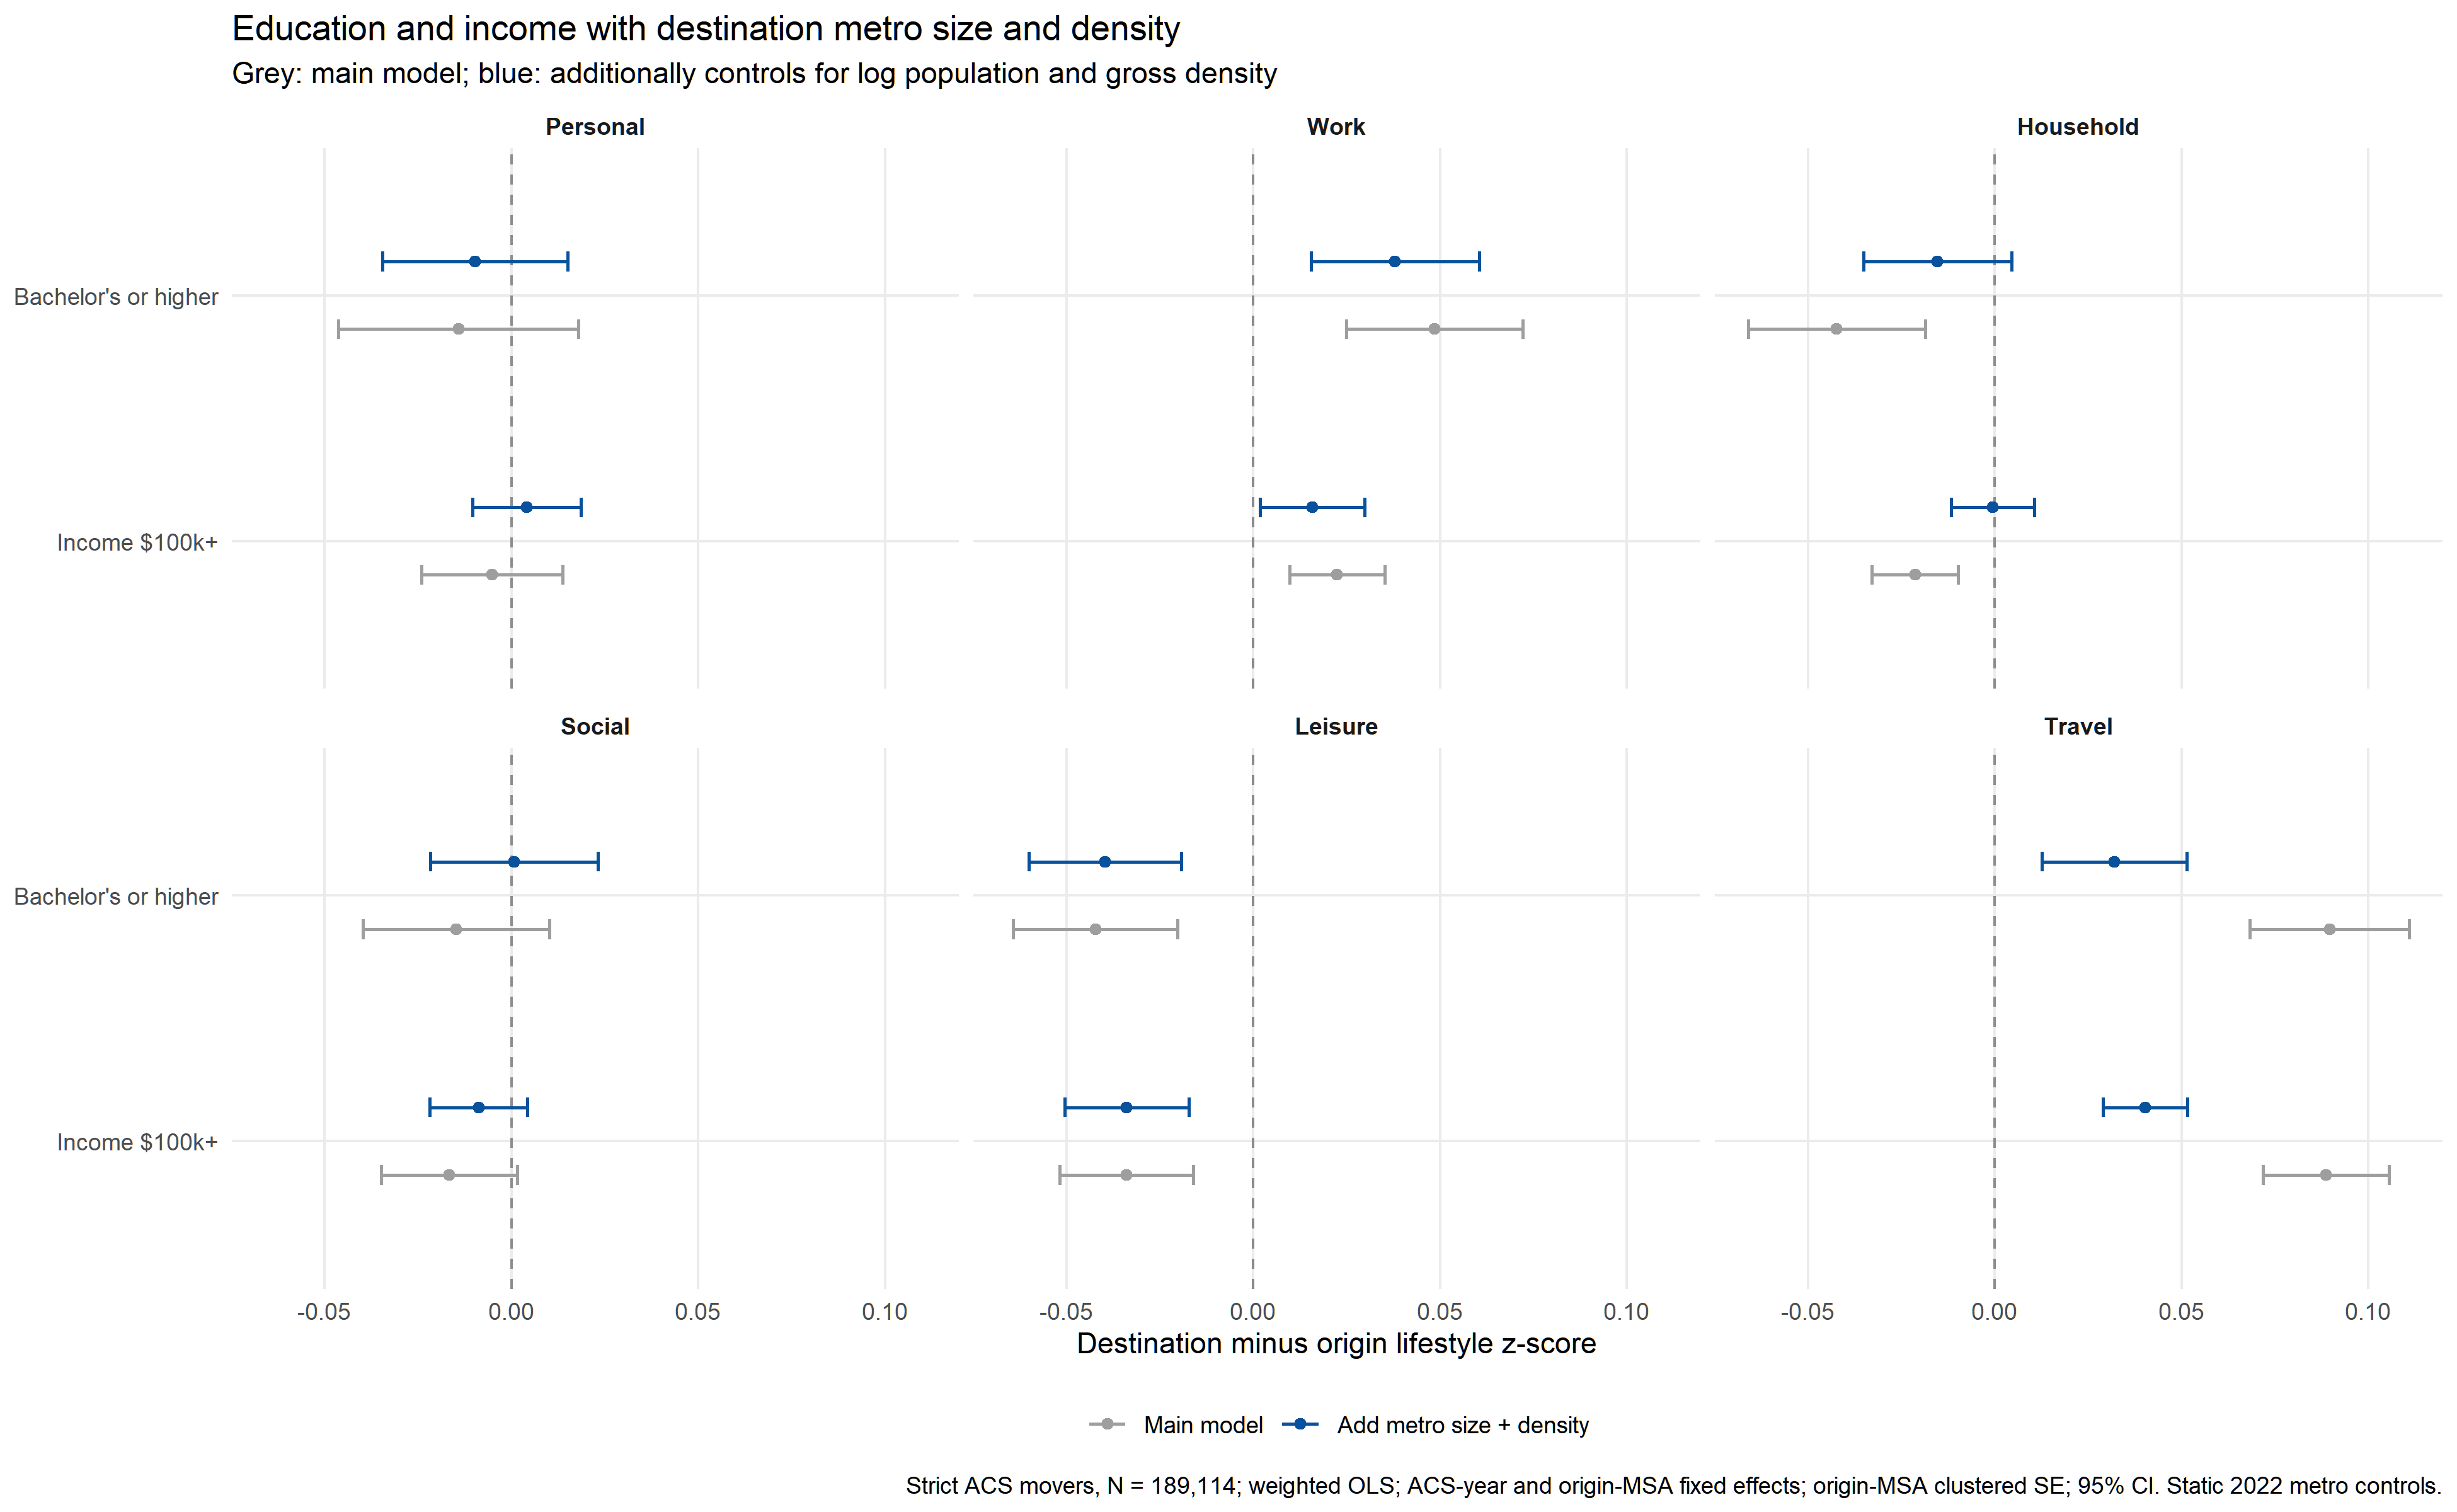 Education and income with destination metro size and density
Grey: main model; blue: additionally controls for log population and gross density
Personal
Work
Household
Bachelor's or higher
Income $100k+
Social
Leisure
Travel
Bachelor's or higher
Income $100k+
-0.05 0.00 0.05 0.10 -0.05 0.00 0.05 0.10 -0.05 0.00 0.05 0.10
Destination minus origin lifestyle z-score
Main model Add metro size + density
Strict ACS movers, N = 189,114; weighted OLS; ACS-year and origin-MSA fixed effects; origin-MSA clustered SE; 95% CI. Static 2022 metro controls.